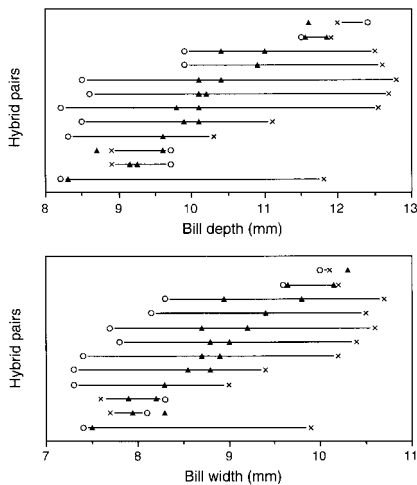 Hybrid pairs
8 9 10 11 12 13
Bill depth (mm)
Hybrid pairs
7 8 9 10 11
Bill width (mm)